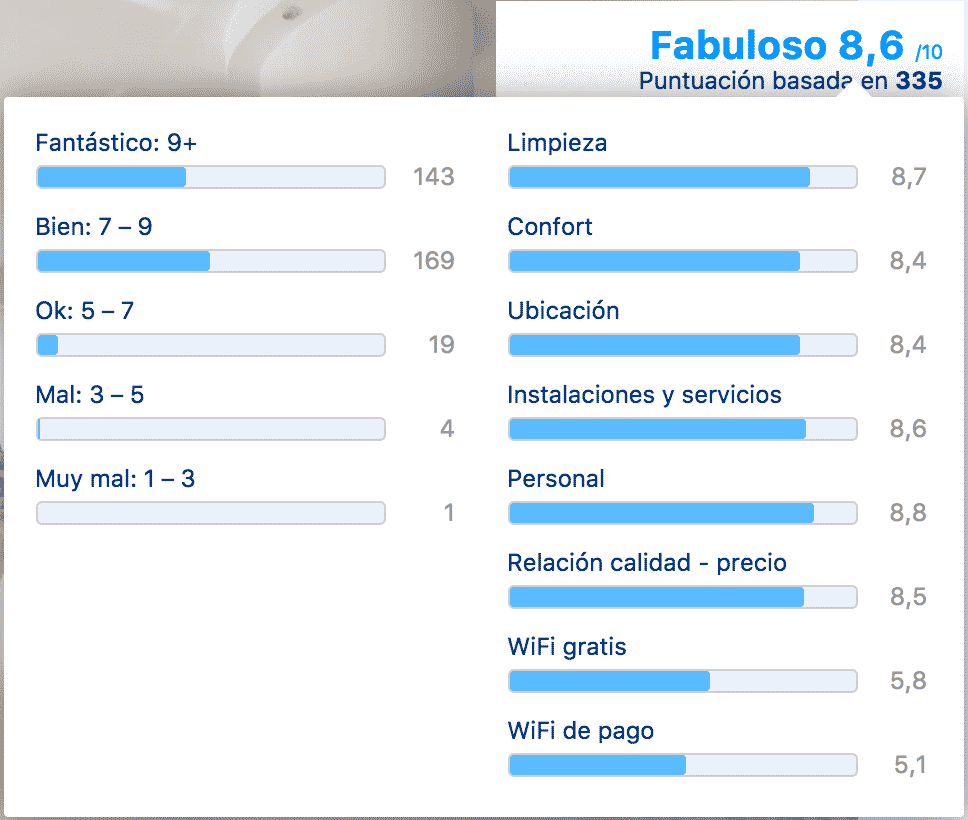 Fabuloso 8,6 /10
Puntuación basada en 335
Fantástico: 9+
143
Bien: 7 – 9
169
Ok: 5 – 7
19
Mal: 3 – 5
4
Muy mal: 1 – 3
1
Limpieza
8,7
Confort
8,4
Ubicación
8,4
Instalaciones y servicios
8,6
Personal
8,8
Relación calidad - precio
8,5
WiFi gratis
5,8
WiFi de pago
5,1